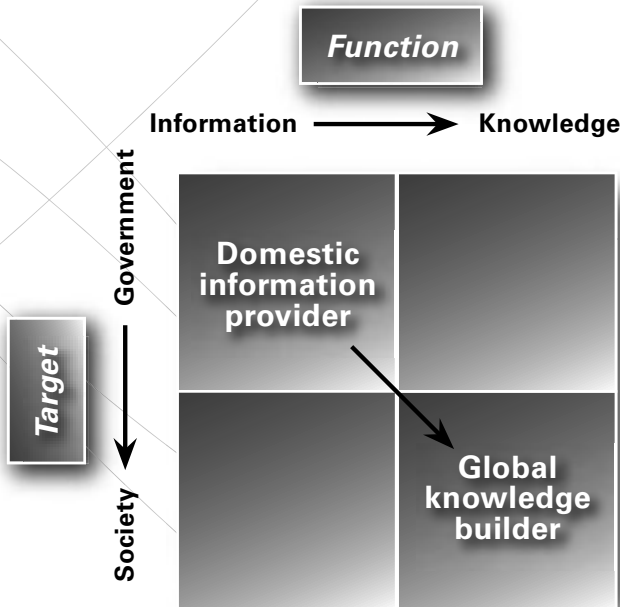 Function
Information
Knowledge
Government
Domestic
information
provider
Target
Global
knowledge
builder
Society